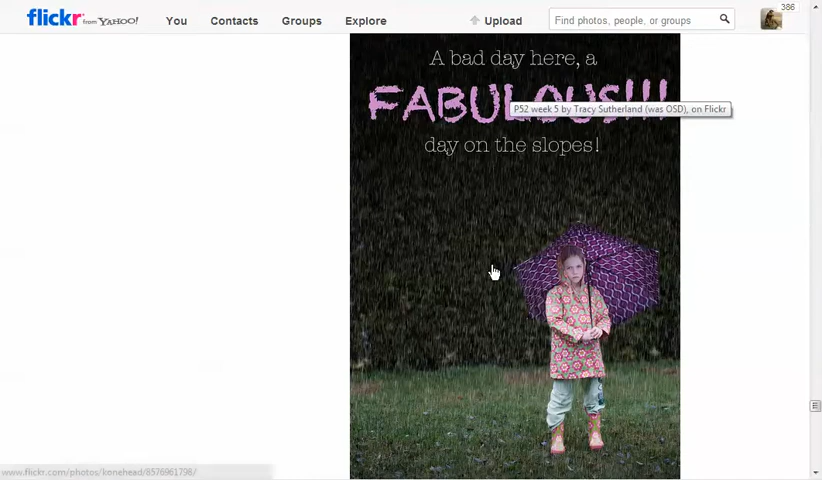 flickr from YAHOO!
You
Contacts
Groups
Explore
Upload
Find photos, people, or groups
386
A bad day here, a
FABULOUS!!!
P52 week 5 by Tracy Sutherland (was OSD), on Flickr
day on the slopes!
www.flickr.com/photos/konehead/8576961798/